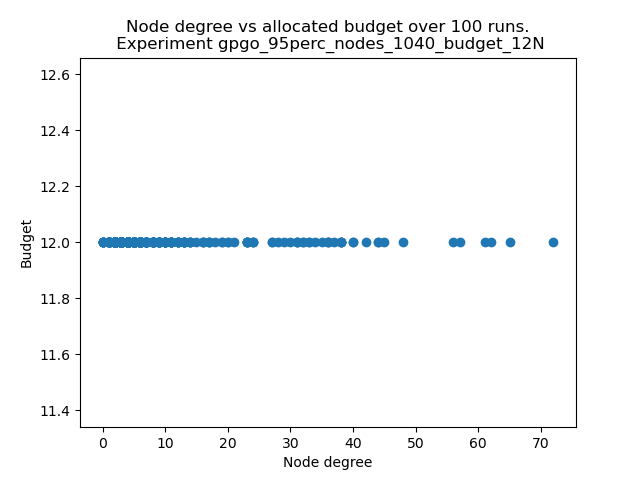 Node degree vs allocated budget over 100 runs.
Experiment gpgo_95perc_nodes_1040_budget_12N
12.6
12.4
12.2
12.0
11.8
11.6
11.4
Budget
0 10 20 30 40 50 60 70
Node degree